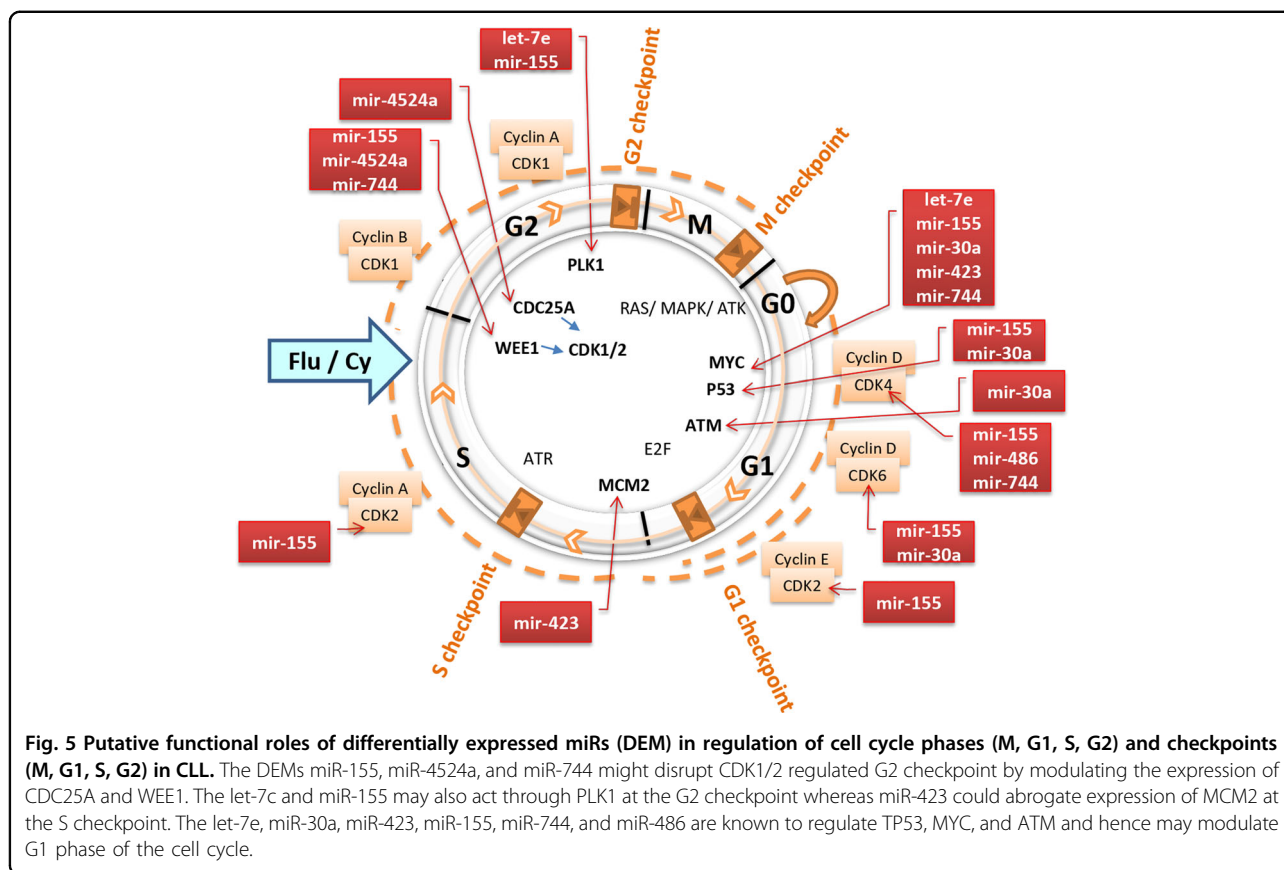 let-7e
mir-155
mir-4524a
mir-155
mir-4524a
mir-744
Cyclin A
CDK1
G2 checkpoint
M checkpoint
Cyclin B
CDK1
G2
M
G0
PLK1
CDC25A
RAS/ MAPK/ ATK
WEE1
CDK1/2
Flu / Cy
MYC
P53
ATM
let-7e
mir-155
mir-30a
mir-423
mir-744
mir-155
mir-30a
Cyclin D
CDK4
mir-30a
mir-155
mir-486
mir-744
Cyclin D
CDK6
mir-155
mir-30a
S
ATR
E2F
G1
MCM2
Cyclin A
CDK2
mir-155
Cyclin E
CDK2
mir-155
mir-423
S checkpoint
G1 checkpoint
Fig. 5 Putative functional roles of differentially expressed miRs (DEM) in regulation of cell cycle phases (M, G1, S, G2) and checkpoints
(M, G1, S, G2) in CLL. The DEMs miR-155, miR-4524a, and miR-744 might disrupt CDK1/2 regulated G2 checkpoint by modulating the expression of
CDC25A and WEE1. The let-7c and miR-155 may also act through PLK1 at the G2 checkpoint whereas miR-423 could abrogate expression of MCM2 at
the S checkpoint. The let-7e, miR-30a, miR-423, miR-155, miR-744, and miR-486 are known to regulate TP53, MYC, and ATM and hence may modulate
G1 phase of the cell cycle.